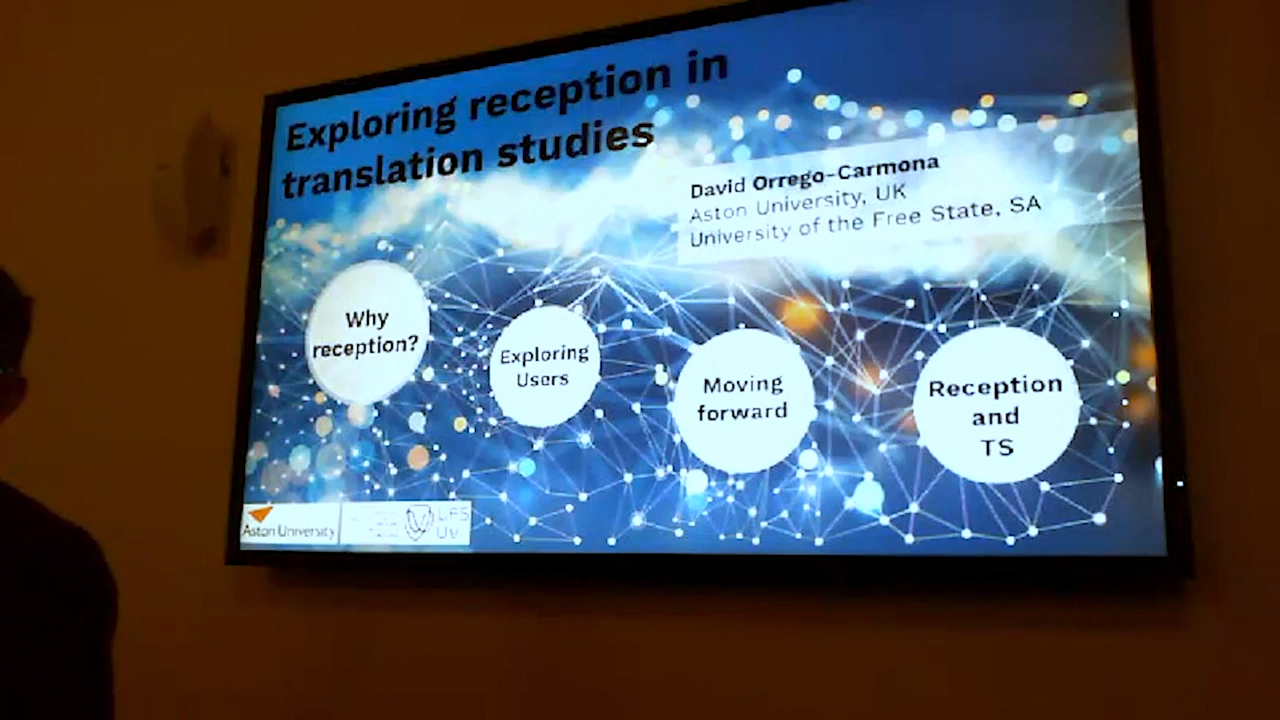 Exploring reception in
translation studies
David Orrego-Carmona
Aston University, UK
University of the Free State, SA
Why
reception?
Exploring
Users
Moving
forward
Reception
and
TS
Aston University
UFS
UV